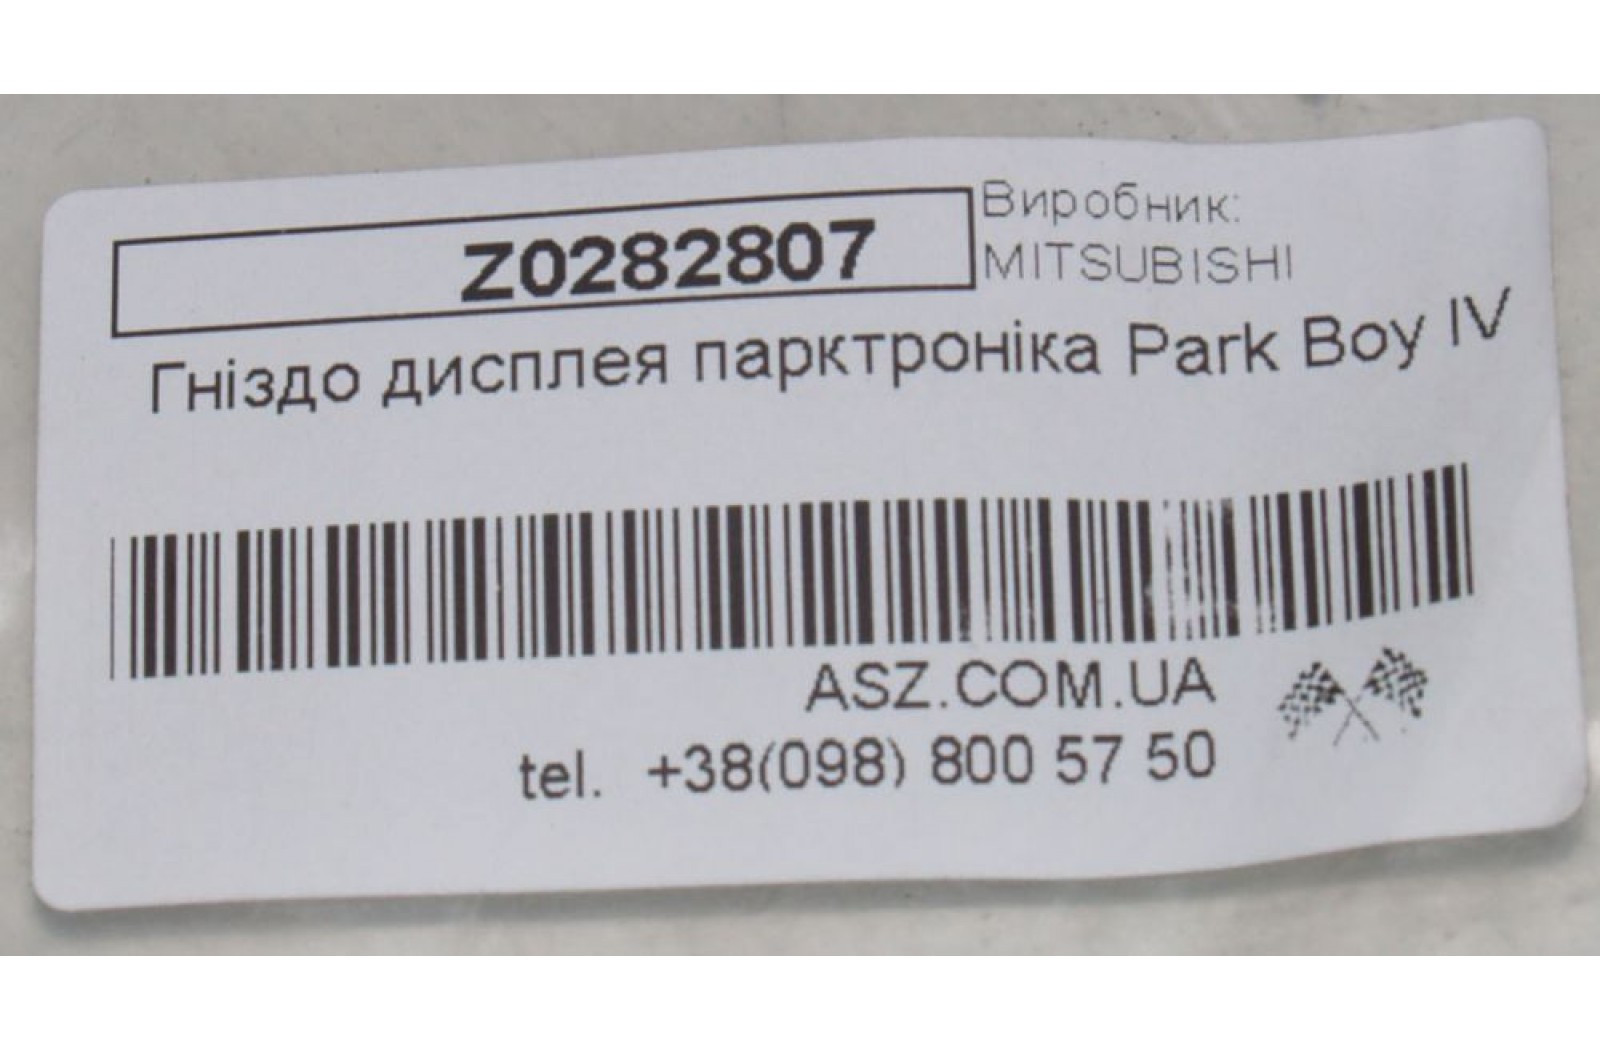 Z0282807
Виробник:
MITSUBISHI
Гніздо дисплея парктроніка Park Boy IV
ASZ.COM.UA
tel. +38(098) 800 57 50